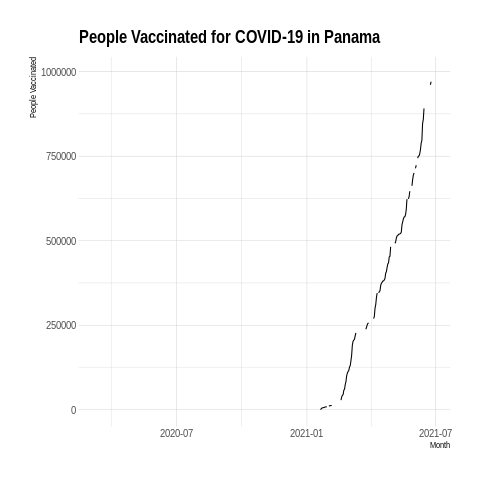 People Vaccinated for COVID-19 in Panama
People Vaccinated
1000000
750000
500000
250000
0
2020-07 2021-01 2021-07
Month